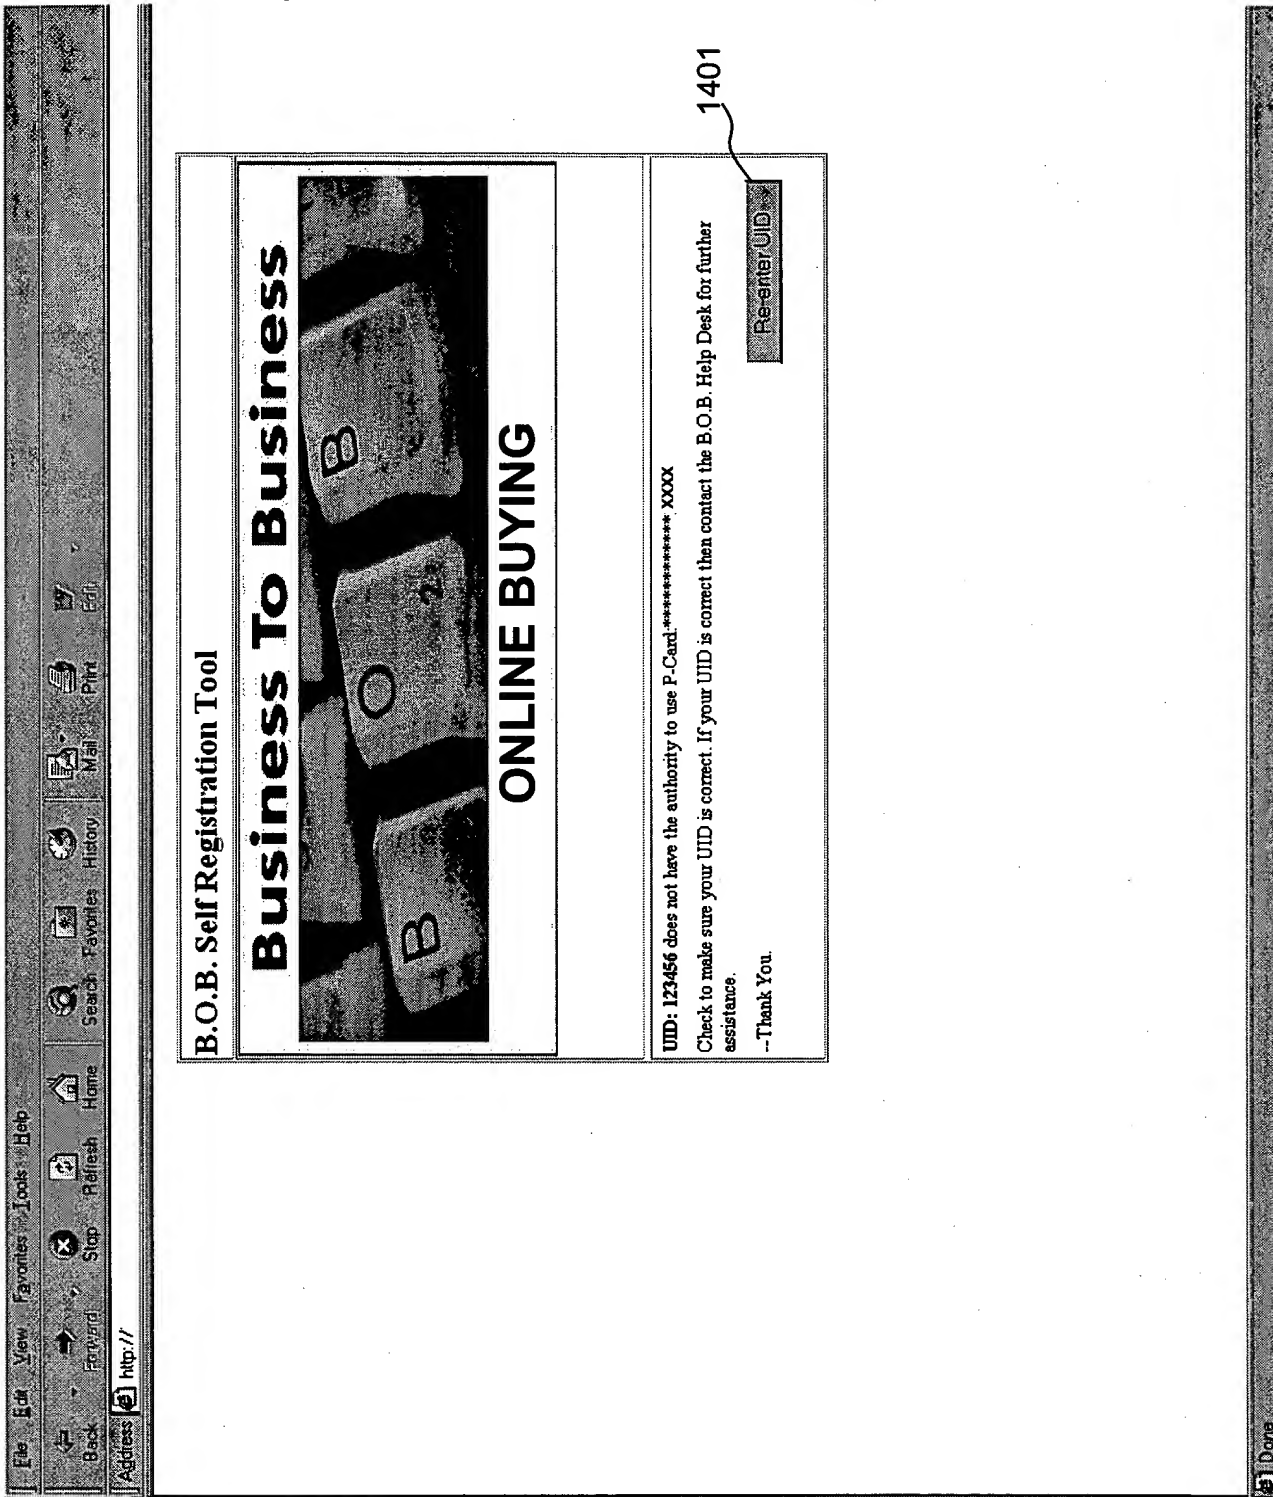 File Edit View Favorites Tools Help
Back Forward Stop Refresh Home Search Favorites History Mail Print Edit
Address http://
B.O.B. Self Registration Tool
Business To Business
B O B
ONLINE BUYING
UID: 123456 does not have the authority to use P-Card:************ XXXX
Check to make sure your UID is correct. If your UID is correct then contact the B.O.B. Help Desk for further
assistance.
--Thank You.
Re-enter UID
1401
Done